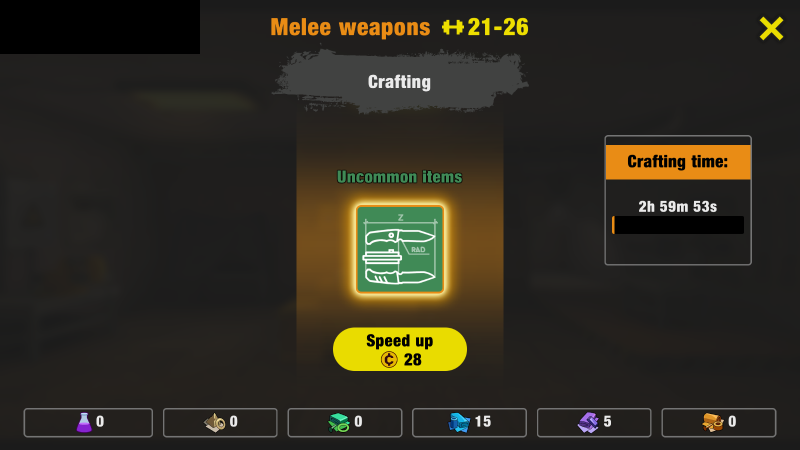 Melee weapons 21-26
Crafting
Crafting time:
Uncommon items
2h 59m 53s
Z
RAD
Speed up
28
0
0
0
15
5
0